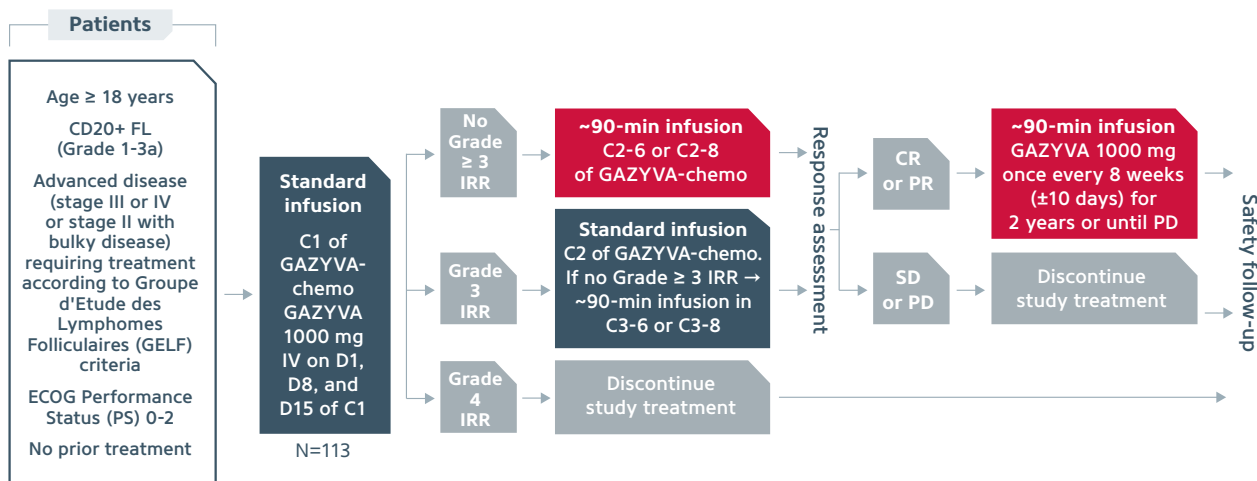 Patients
Age ≥ 18 years
CD20+ FL
(Grade 1-3a)
Advanced disease
(stage III or IV
or stage II with
bulky disease)
requiring treatment
according to Groupe
d'Etude des
Lymphomes
Folliculaires (GELF)
criteria
ECOG Performance
Status (PS) 0-2
No prior treatment
Standard
infusion
C1 of
GAZYVA-
chemo
GAZYVA
1000 mg
IV on D1,
D8, and
D15 of C1
N=113
No
Grade
≥ 3
IRR
~90-min infusion
C2-6 or C2-8
of GAZYVA-chemo
Grade
3
IRR
Standard infusion
C2 of GAZYVA-chemo.
If no Grade ≥ 3 IRR →
~90-min infusion in
C3-6 or C3-8
Grade
4
IRR
Discontinue
study treatment
Response assessment
CR
or PR
~90-min infusion
GAZYVA 1000 mg
once every 8 weeks
(±10 days) for
2 years or until PD
SD
or PD
Discontinue
study treatment
Safety follow-up